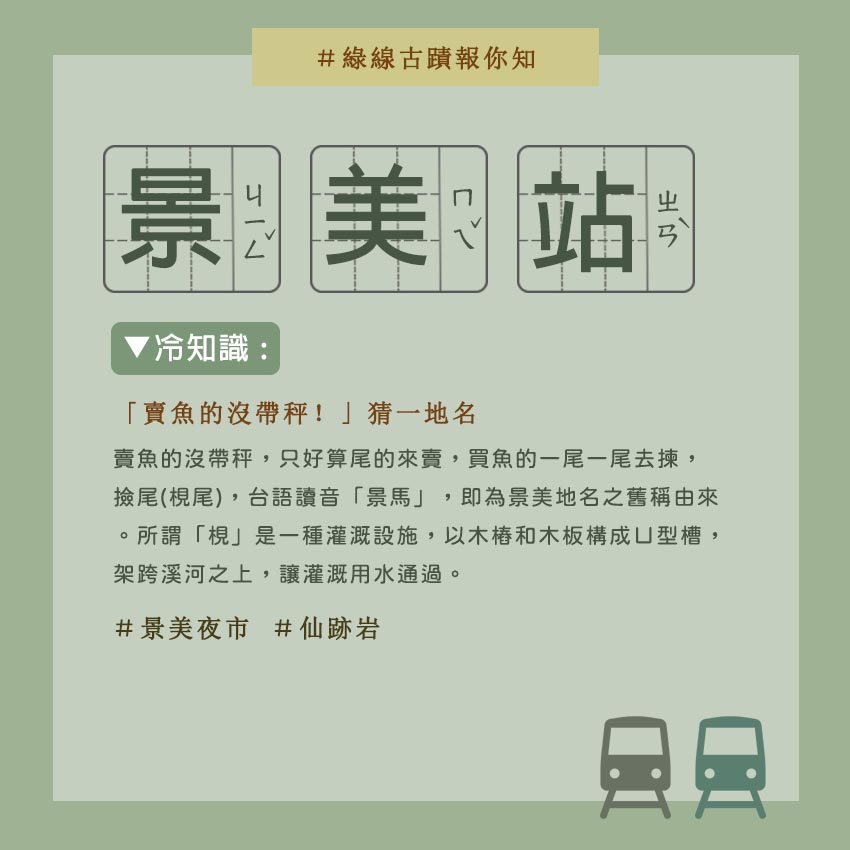 ＃綠線古蹟報你知
景 ㄐㄧㄥˇ 美 ㄇㄟˇ 站 ㄓㄢˋ
▼冷知識：
「賣魚的沒帶秤！」猜一地名
賣魚的沒帶秤，只好算尾的來賣，買魚的一尾一尾去揀，
撿尾(梘尾)，台語讀音「景馬」，即為景美地名之舊稱由來
。所謂「梘」是一種灌溉設施，以木樁和木板構成凵型槽，
架跨溪河之上，讓灌溉用水通過。
＃景美夜市 ＃仙跡岩